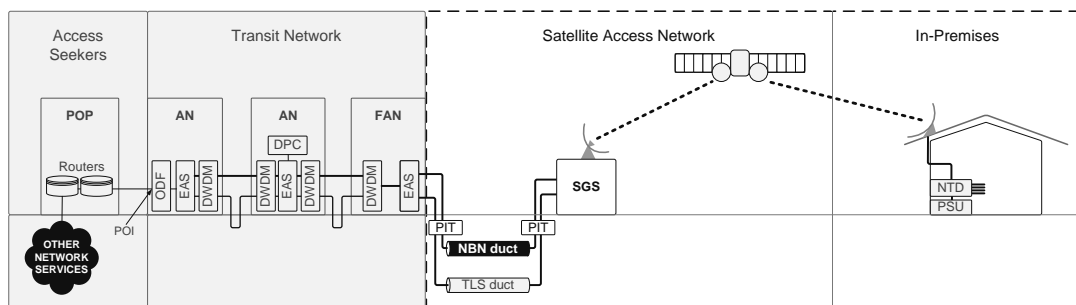 Access
Seekers
Transit Network
Satellite Access Network
In-Premises
POP
AN
AN
FAN
DPC
Routers
ODF
EAS
DWDM
DWDM
EAS
DWDM
DWDM
EAS
SGS
NTD
PSU
POI
PIT
PIT
OTHER
NETWORK
SERVICES
NBN duct
TLS duct